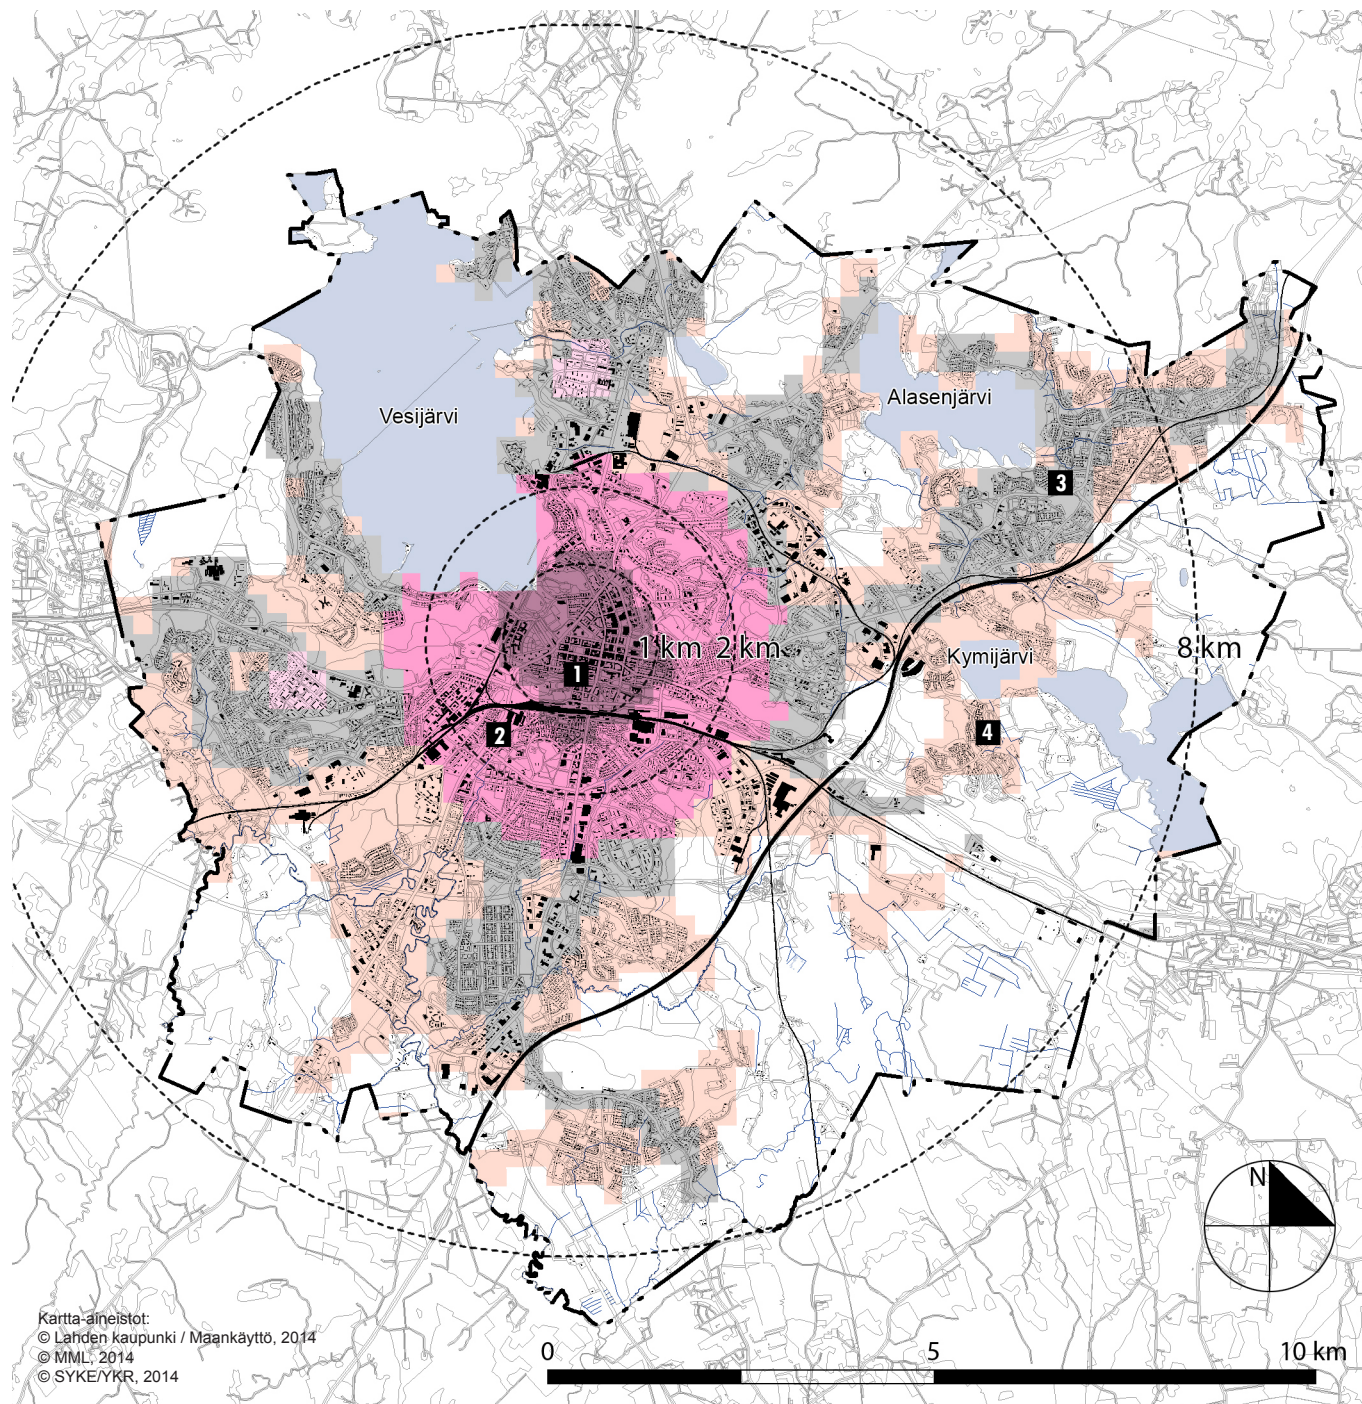 Vesijärvi
Alasenjärvi
3
1 km
2 km
Kymijärvi
8 km
1
2
4
N
Kartta-aineistot:
© Lahden kaupunki / Maankäyttö, 2014
© MML, 2014
© SYKE/YKR, 2014
0
5
10 km